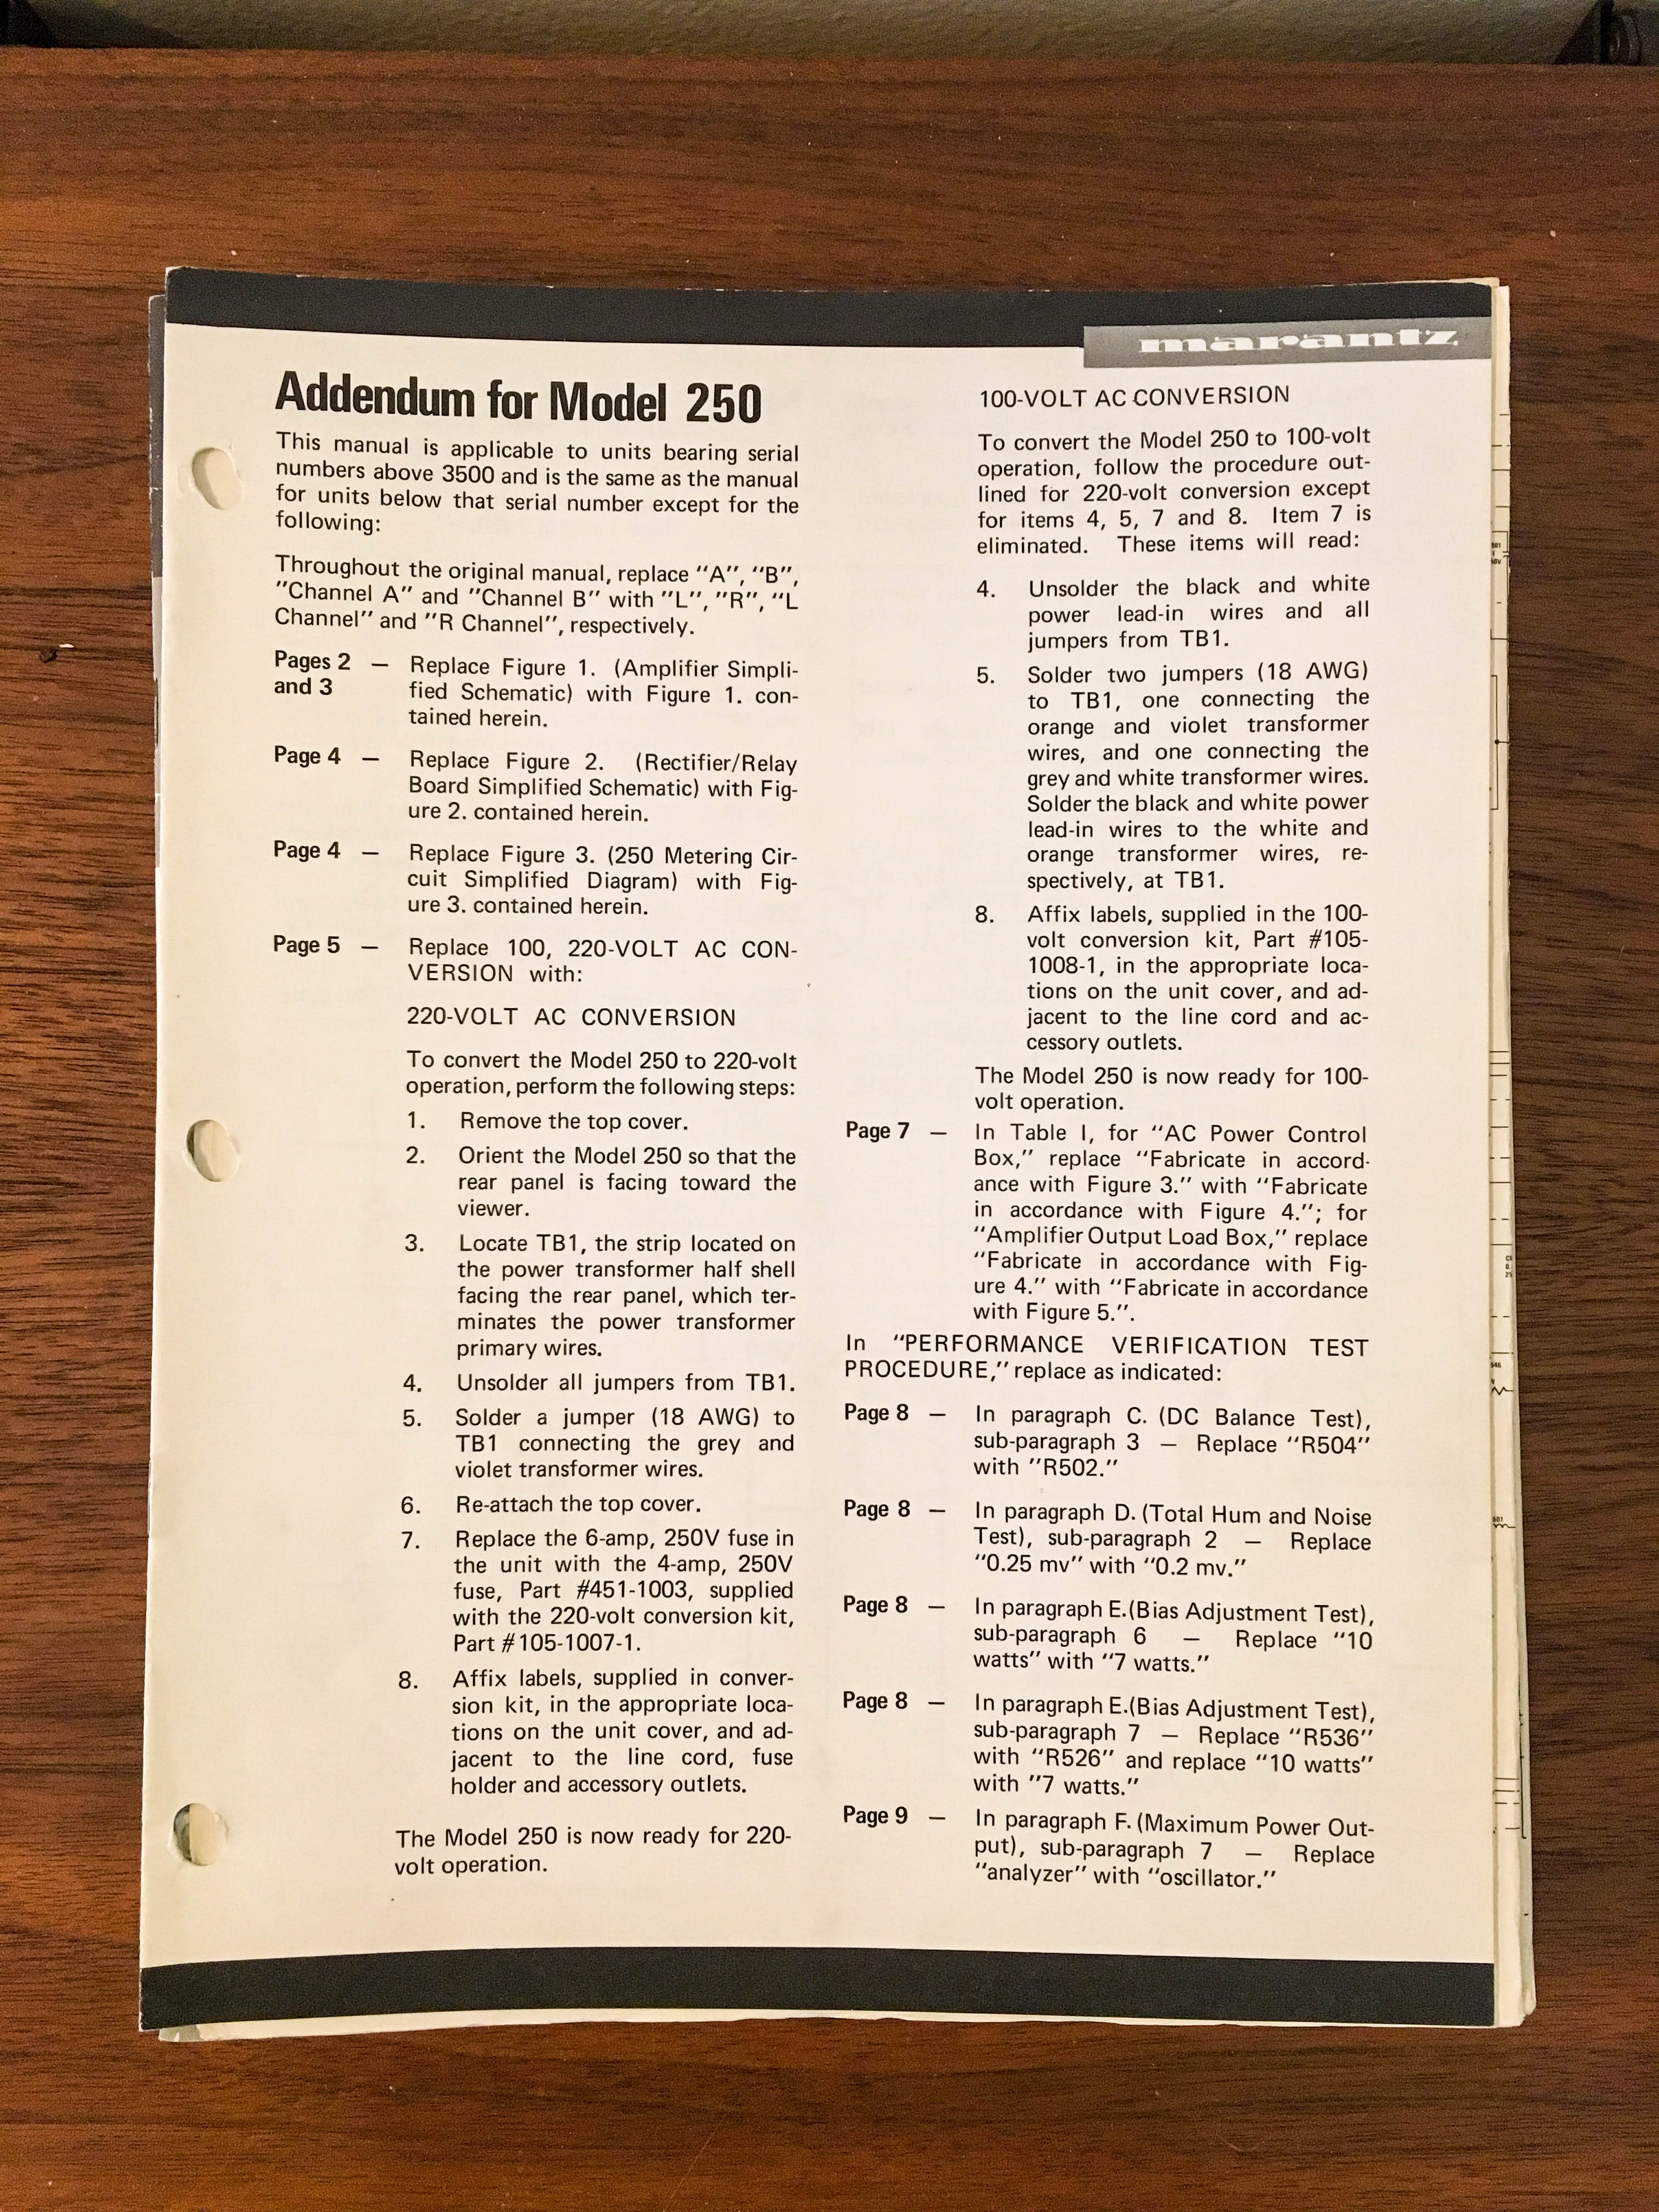 marantz
Addendum for Model 250
This manual is applicable to units bearing serial
numbers above 3500 and is the same as the manual
for units below that serial number except for the
following:
Throughout the original manual, replace "A", "B",
"Channel A" and "Channel B" with "L", "R", "L
Channel" and "R Channel", respectively.
Pages 2 — Replace Figure 1. (Amplifier Simpli-
and 3 fied Schematic) with Figure 1. con-
tained herein.
Page 4 — Replace Figure 2. (Rectifier/Relay
Board Simplified Schematic) with Fig-
ure 2. contained herein.
Page 4 — Replace Figure 3. (250 Metering Cir-
cuit Simplified Diagram) with Fig-
ure 3. contained herein.
Page 5 — Replace 100, 220-VOLT AC CON-
VERSION with:
220-VOLT AC CONVERSION
To convert the Model 250 to 220-volt
operation, perform the following steps:
1. Remove the top cover.
2. Orient the Model 250 so that the
rear panel is facing toward the
viewer.
3. Locate TB1, the strip located on
the power transformer half shell
facing the rear panel, which ter-
minates the power transformer
primary wires.
4. Unsolder all jumpers from TB1.
5. Solder a jumper (18 AWG) to
TB1 connecting the grey and
violet transformer wires.
6. Re-attach the top cover.
7. Replace the 6-amp, 250V fuse in
the unit with the 4-amp, 250V
fuse, Part #451-1003, supplied
with the 220-volt conversion kit,
Part #105-1007-1.
8. Affix labels, supplied in conver-
sion kit, in the appropriate loca-
tions on the unit cover, and ad-
jacent to the line cord, fuse
holder and accessory outlets.
The Model 250 is now ready for 220-
volt operation.
100-VOLT AC CONVERSION
To convert the Model 250 to 100-volt
operation, follow the procedure out-
lined for 220-volt conversion except
for items 4, 5, 7 and 8. Item 7 is
eliminated. These items will read:
4. Unsolder the black and white
power lead-in wires and all
jumpers from TB1.
5. Solder two jumpers (18 AWG)
to TB1, one connecting the
orange and violet transformer
wires, and one connecting the
grey and white transformer wires.
Solder the black and white power
lead-in wires to the white and
orange transformer wires, re-
spectively, at TB1.
8. Affix labels, supplied in the 100-
volt conversion kit, Part #105-
1008-1, in the appropriate loca-
tions on the unit cover, and ad-
jacent to the line cord and ac-
cessory outlets.
The Model 250 is now ready for 100-
volt operation.
Page 7 — In Table I, for "AC Power Control
Box," replace "Fabricate in accord-
ance with Figure 3." with "Fabricate
in accordance with Figure 4."; for
"Amplifier Output Load Box," replace
"Fabricate in accordance with Fig-
ure 4." with "Fabricate in accordance
with Figure 5.".
In "PERFORMANCE VERIFICATION TEST
PROCEDURE," replace as indicated:
Page 8 — In paragraph C. (DC Balance Test),
sub-paragraph 3 — Replace "R504"
with "R502."
Page 8 — In paragraph D. (Total Hum and Noise
Test), sub-paragraph 2 — Replace
"0.25 mv" with "0.2 mv."
Page 8 — In paragraph E.(Bias Adjustment Test),
sub-paragraph 6 — Replace "10
watts" with "7 watts."
Page 8 — In paragraph E.(Bias Adjustment Test),
sub-paragraph 7 — Replace "R536"
with "R526" and replace "10 watts"
with "7 watts."
Page 9 — In paragraph F. (Maximum Power Out-
put), sub-paragraph 7 — Replace
"analyzer" with "oscillator."